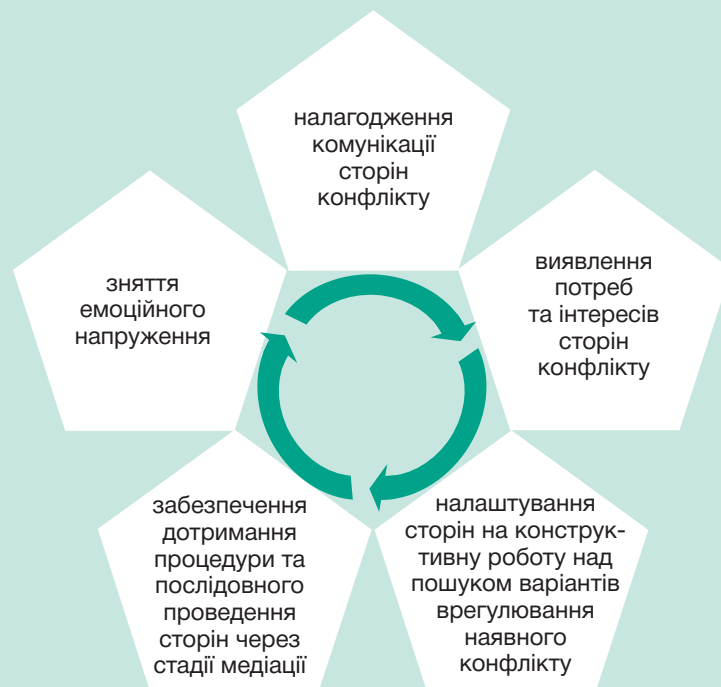 налагодження
комунікації
сторін
конфлікту
виявлення
потреб
та інтересів
сторін
конфлікту
налаштування
сторін на конструк-
тивну роботу над
пошуком варіантів
врегулювання
наявного
конфлікту
забезпечення
дотримання
процедури та
послідовного
проведення
сторін через
стадії медіації
зняття
емоційного
напруження